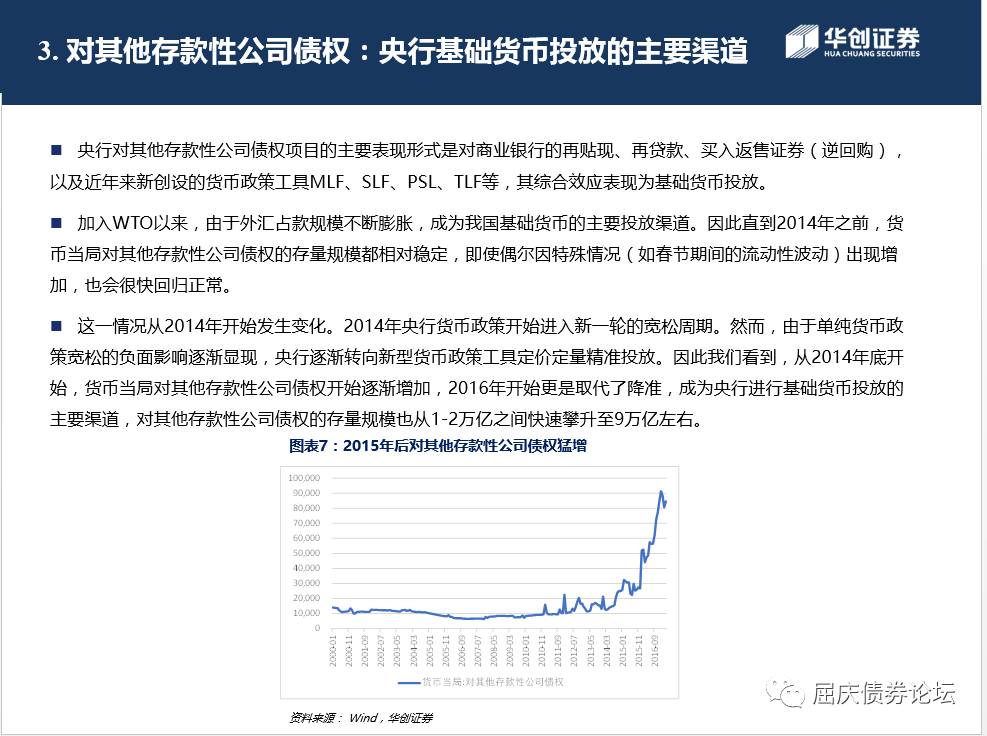 3. 对其他存款性公司债权：央行基础货币投放的主要渠道
华创证券
HUA CHUANG SECURITIES
■ 央行对其他存款性公司债权项目的主要表现形式是对商业银行的再贴现、再贷款、买入返售证券（逆回购），
以及近年来新创设的货币政策工具MLF、SLF、PSL、TLF等，其综合效应表现为基础货币投放。
■ 加入WTO以来，由于外汇占款规模不断膨胀，成为我国基础货币的主要投放渠道。因此直到2014年之前，货
币当局对其他存款性公司债权的存量规模都相对稳定，即使偶尔因特殊情况（如春节期间的流动性波动）出现增
加，也会很快回归正常。
■ 这一情况从2014年开始发生变化。2014年央行货币政策开始进入新一轮的宽松周期。然而，由于单纯货币政
策宽松的负面影响逐渐显现，央行逐渐转向新型货币政策工具定价定量精准投放。因此我们看到，从2014年底开
始，货币当局对其他存款性公司债权开始逐渐增加，2016年开始更是取代了降准，成为央行进行基础货币投放的
主要渠道，对其他存款性公司债权的存量规模也从1-2万亿之间快速攀升至9万亿左右。
图表7：2015年后对其他存款性公司债权猛增
100,000
90,000
80,000
70,000
60,000
50,000
40,000
30,000
20,000
10,000
0
2000-01
2000-11
2001-09
2002-07
2003-05
2004-03
2005-01
2005-11
2006-09
2007-07
2008-05
2009-03
2010-01
2010-11
2011-09
2012-07
2013-05
2014-03
2015-01
2015-11
2016-09
货币当局:对其他存款性公司债权
资料来源： Wind，华创证券
屈庆债券论坛